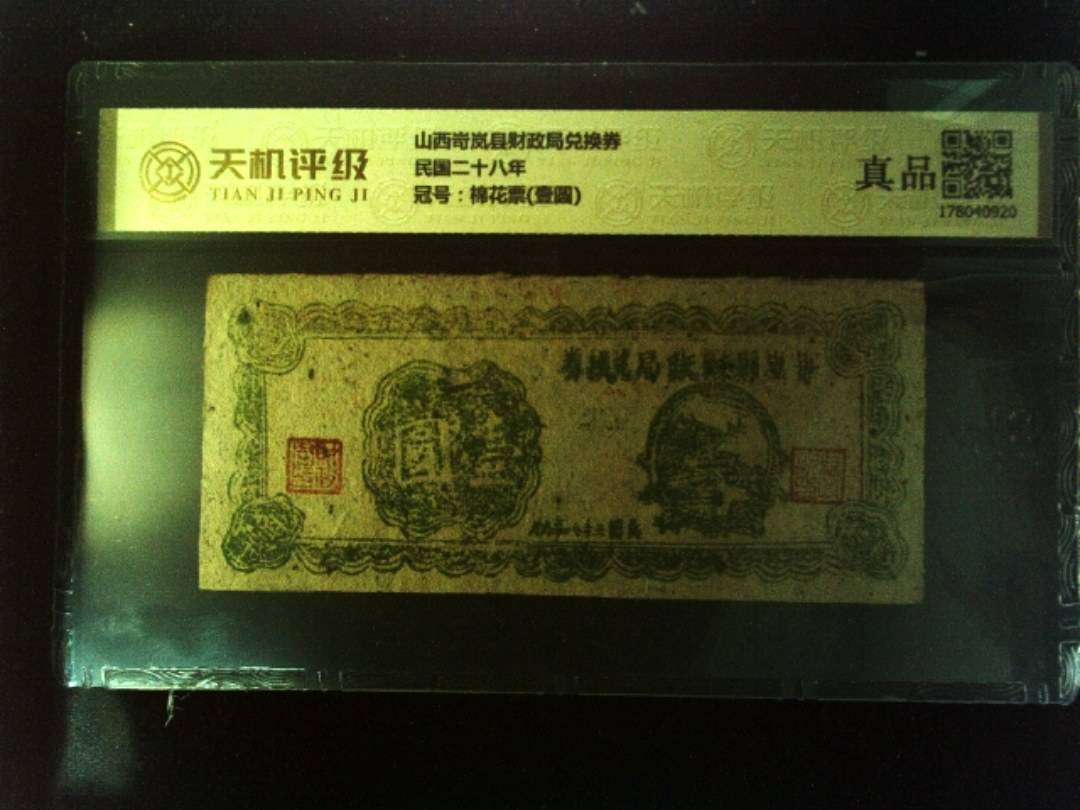 天机评级
TIAN JI PING JI
山西岢岚县财政局兑换券
民国二十八年
冠号：棉花票(壹圆)
真品
178040920
券换兑局政财县岚岢
圓壹
年八十二國民